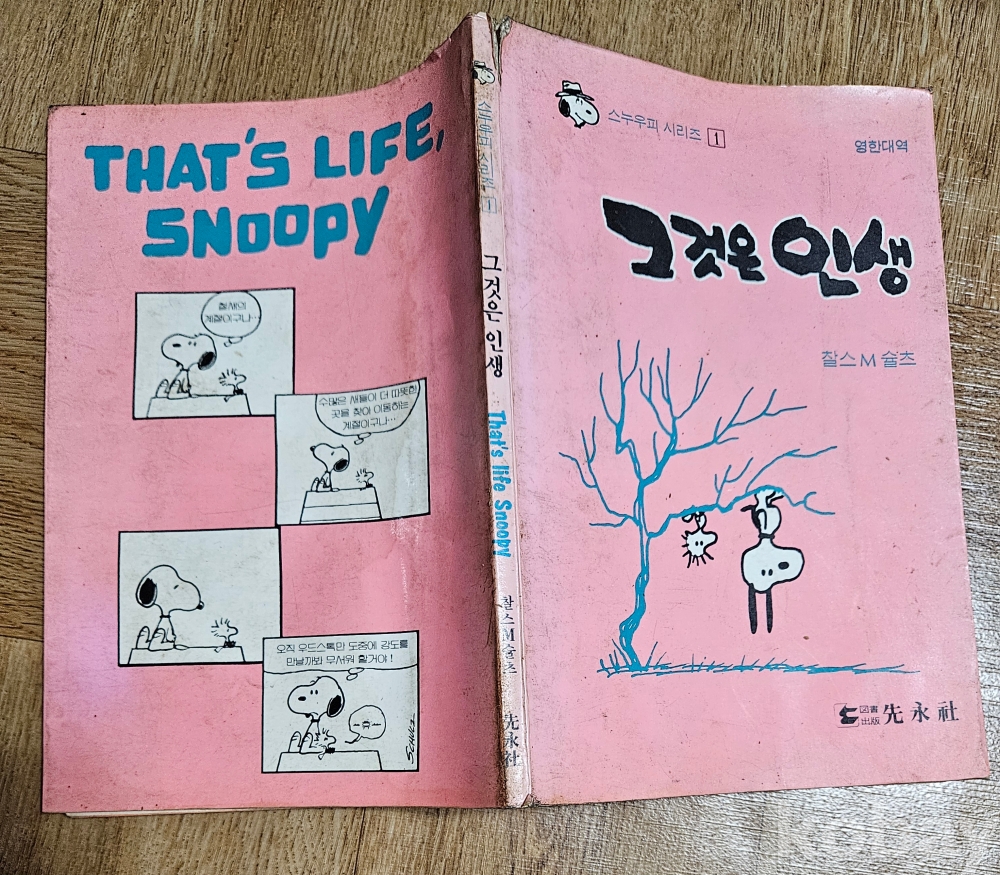 THAT'S LIFE,
SNOOPY
철새의
계절이구나…
수많은 새들이 더 따뜻한
곳을 찾아 이동하는
계절이구나…
오직 우드스톡만 도중에 강도를
만날까봐 무서워 할거야!
SCHULZ
스누우피 시리즈 1
그것은 인생
That's life Snoopy
찰스 M 슐츠
先永社
스누우피 시리즈 1
영한대역
그것은 인생
찰스 M 슐츠
図書
出版 先永社